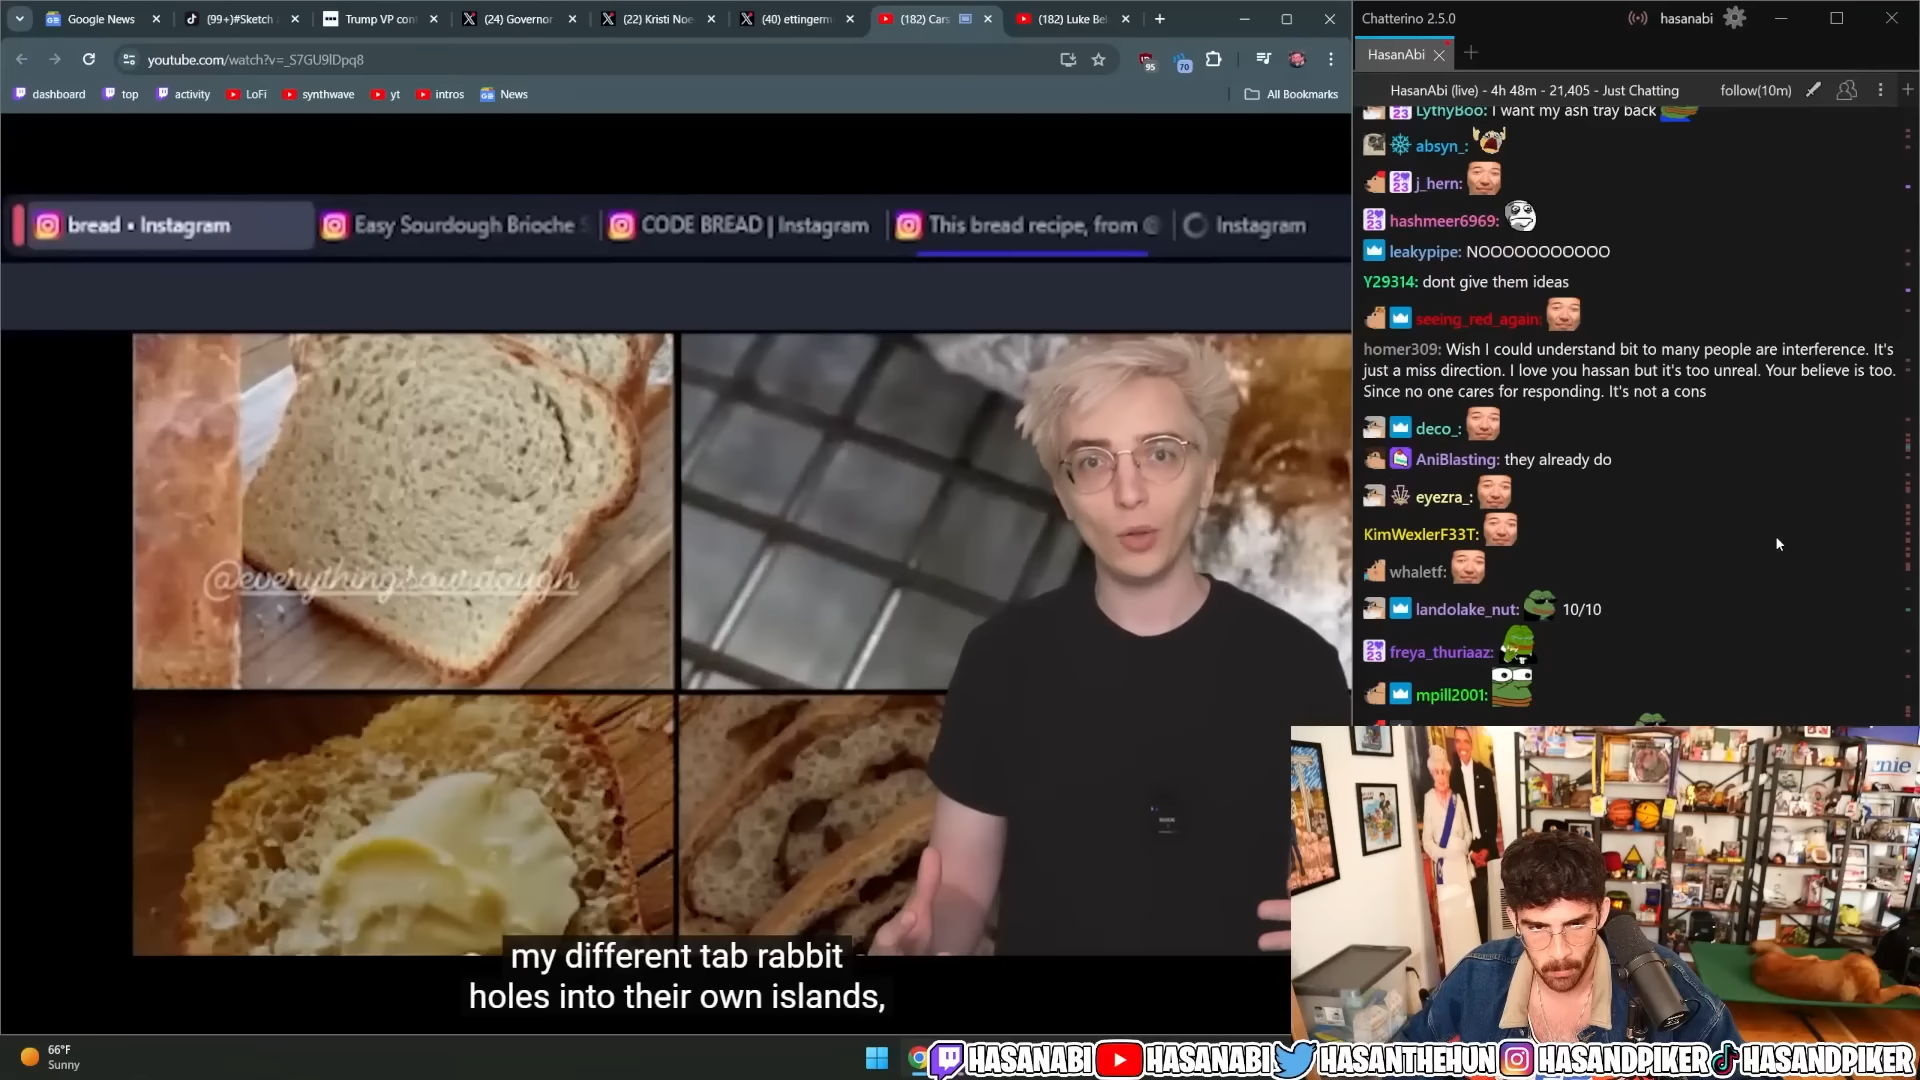 Google News
(99+)#Sketch
Trump VP con
(24) Governor
(22) Kristi Noe
(40) ettingerm
(182) Cars
(182) Luke Bel
youtube.com/watch?v=_S7GU9lDpq8
95
70
dashboard
top
activity
LoFi
synthwave
yt
intros
News
All Bookmarks
bread • Instagram
Easy Sourdough Brioche S
CODE BREAD | Instagram
This bread recipe, from
Instagram
@everythingsourdough
my different tab rabbit
holes into their own islands,
66°F
Sunny
Chatterino 2.5.0
hasanabi
HasanAbi
HasanAbi (live) - 4h 48m - 21,405 - Just Chatting
follow(10m)
LythyBoo: I want my ash tray back
absyn_:
j_hern:
hashmeer6969:
leakypipe: NOOOOOOOOOOO
Y29314: dont give them ideas
seeing_red_again:
homer309: Wish I could understand bit to many people are interference. It's
just a miss direction. I love you hassan but it's too unreal. Your believe is too.
Since no one cares for responding. It's not a cons
deco_:
AniBlasting: they already do
eyezra_:
KimWexlerF33T:
whaletf:
landolake_nut: 10/10
freya_thuriaaz:
mpill2001:
rnie
HASANABI
HASANABI
HASANTHEHUN
HASANDPIKER
HASANDPIKER